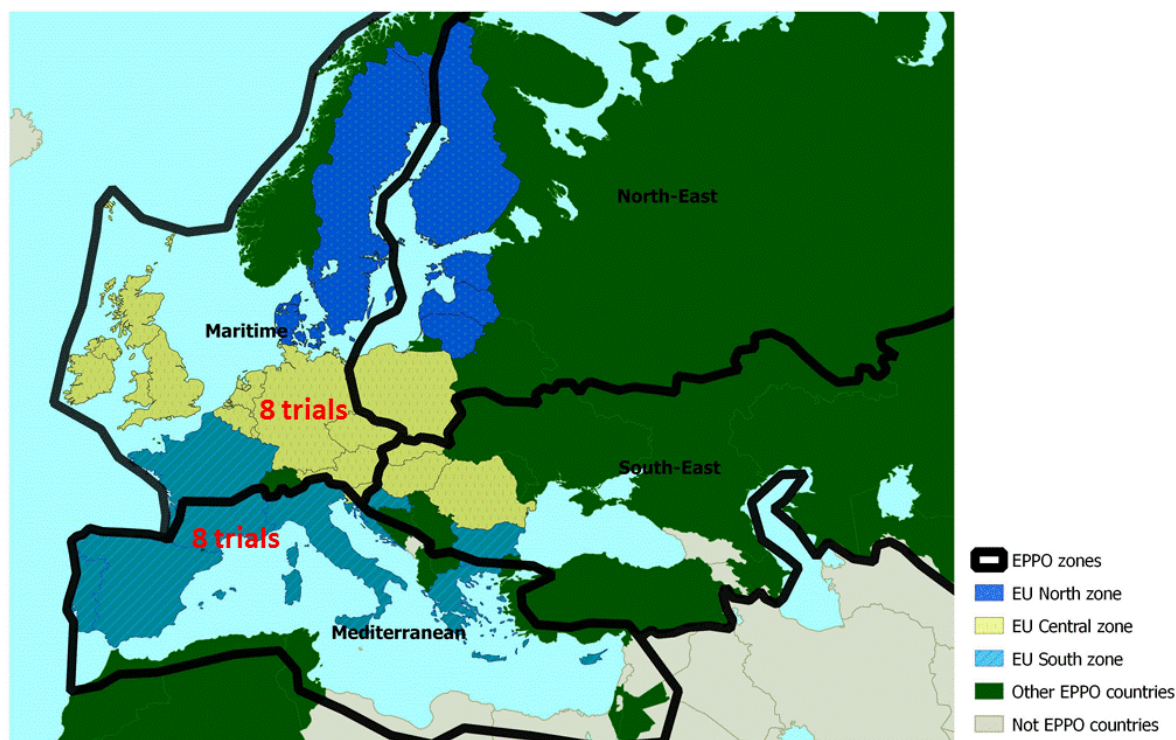 North-East
Maritime
8 trials
South-East
8 trials
Mediterranean
EPPO zones
EU North zone
EU Central zone
EU South zone
Other EPPO countries
Not EPPO countries